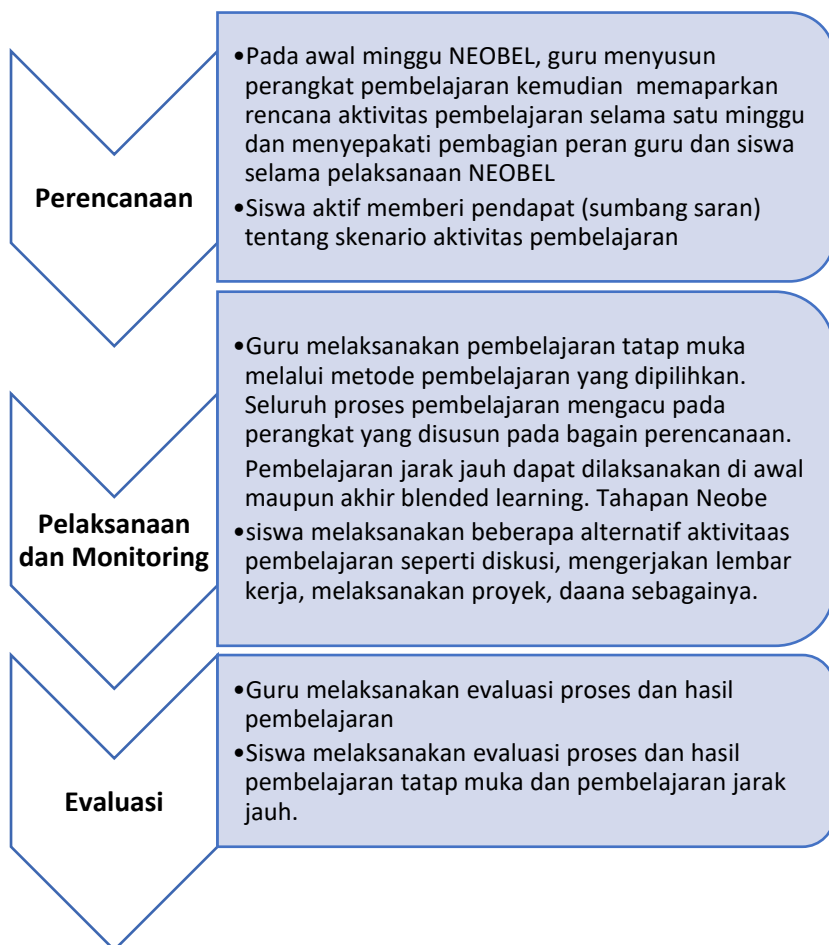 Perencanaan
•Pada awal minggu NEOBEL, guru menyusun
perangkat pembelajaran kemudian  memaparkan
rencana aktivitas pembelajaran selama satu minggu
dan menyepakati pembagian peran guru dan siswa
selama pelaksanaan NEOBEL
•Siswa aktif memberi pendapat (sumbang saran)
tentang skenario aktivitas pembelajaran
Pelaksanaan
dan Monitoring
•Guru melaksanakan pembelajaran tatap muka
melalui metode pembelajaran yang dipilihkan.
Seluruh proses pembelajaran mengacu pada
perangkat yang disusun pada bagain perencanaan.
Pembelajaran jarak jauh dapat dilaksanakan di awal
maupun akhir blended learning. Tahapan Neobe
•siswa melaksanakan beberapa alternatif aktivitaas
pembelajaran seperti diskusi, mengerjakan lembar
kerja, melaksanakan proyek, daana sebagainya.
Evaluasi
•Guru melaksanakan evaluasi proses dan hasil
pembelajaran
•Siswa melaksanakan evaluasi proses dan hasil
pembelajaran tatap muka dan pembelajaran jarak
jauh.